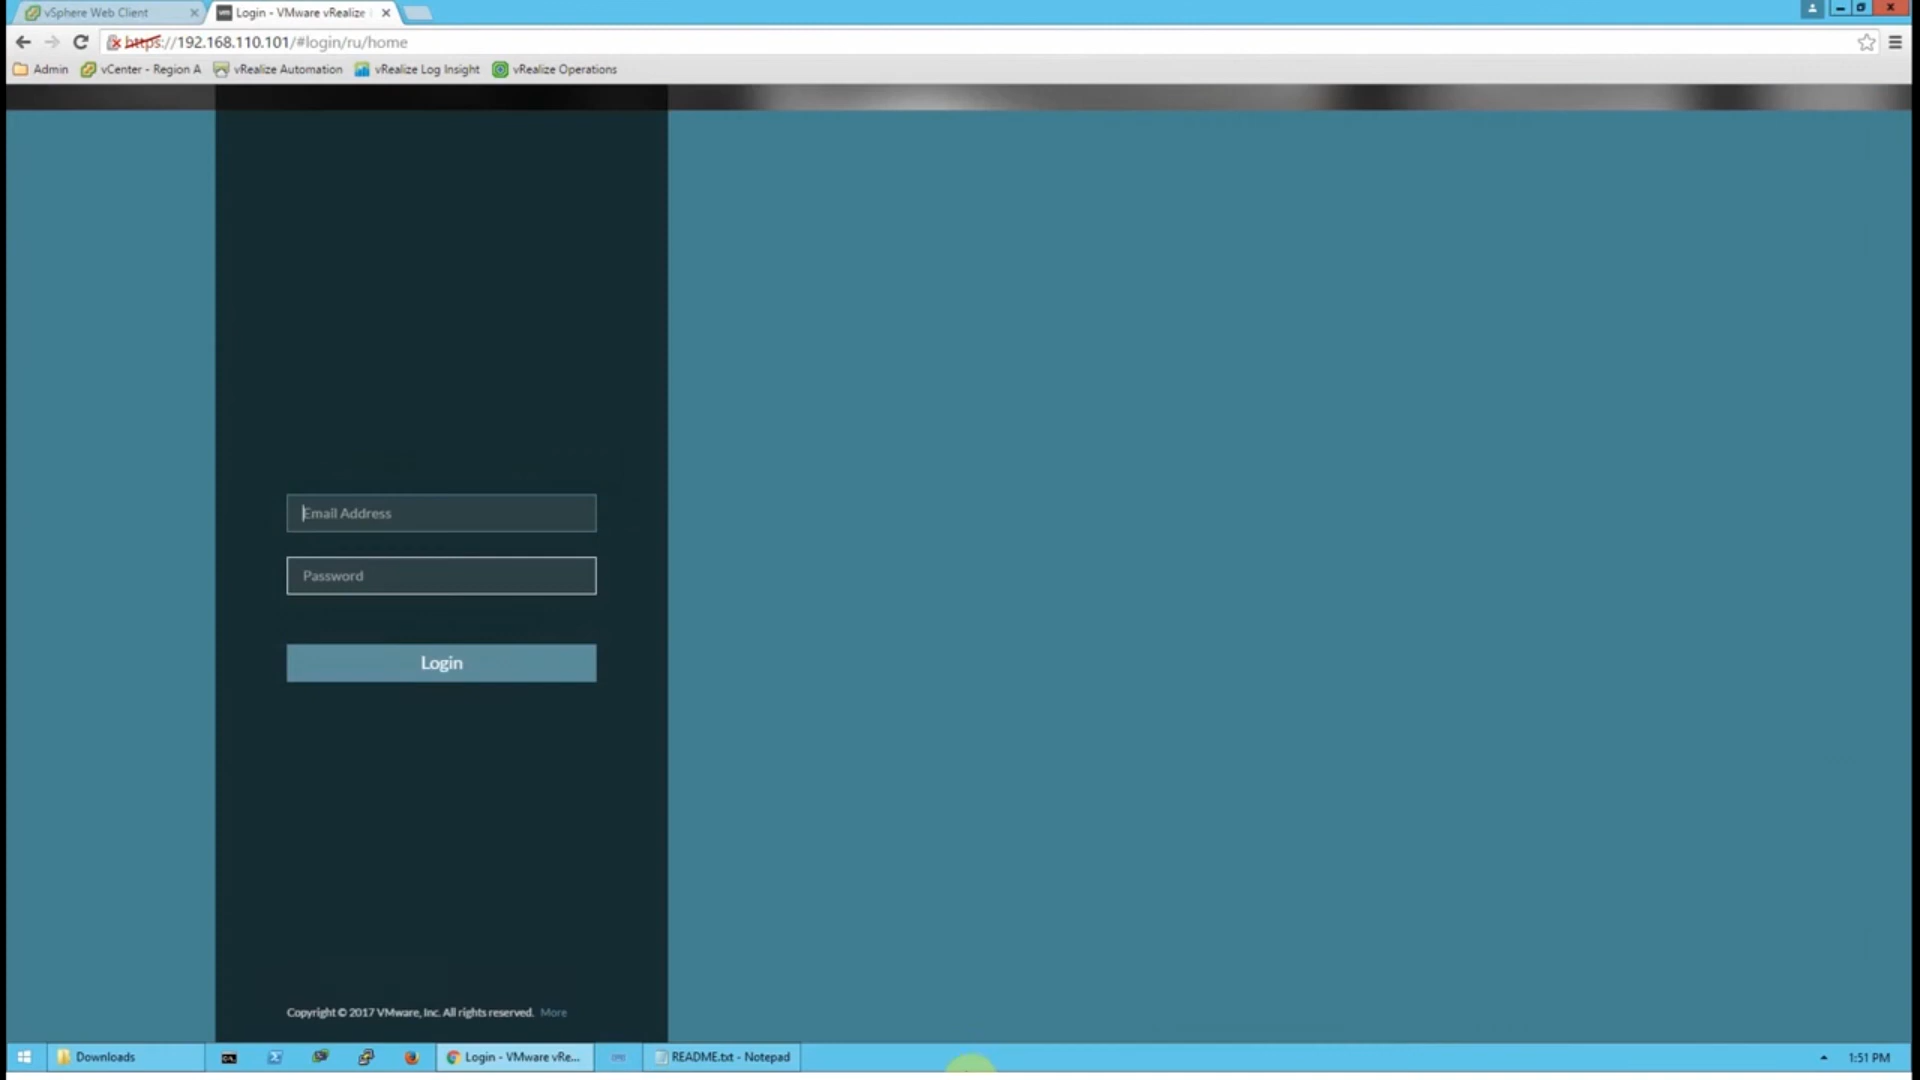 vSphere Web Client
Login - VMware vRealize
https://192.168.110.101/#login/ru/home
Admin
vCenter - Region A
vRealize Automation
vRealize Log Insight
vRealize Operations
Email Address
Password
Login
Copyright © 2017 VMware, Inc. All rights reserved. More
Downloads
Login - VMware vRe...
README.txt - Notepad
1:51 PM